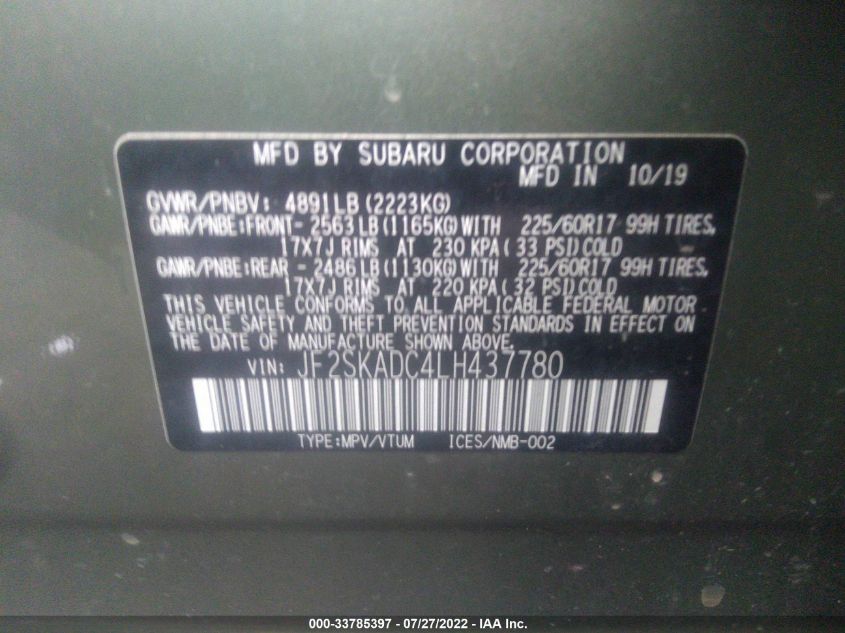 MFD BY SUBARU CORPORATION
MFD IN 10/19
GVWR/PNBV: 4891LB(2223KG)
GAWR/PNBE:FRONT- 2563LB(1165KG)WITH 225/60R17 99H TIRES,
17X7J RIMS AT 230 KPA( 33 PSI)COLD
GAWR/PNBE:REAR - 2486LB(1130KG)WITH 225/60R17 99H TIRES,
17X7J RIMS AT 220 KPA( 32 PSI)COLD
THIS VEHICLE CONFORMS TO ALL APPLICABLE FEDERAL MOTOR
VEHICLE SAFETY AND THEFT PREVENTION STANDARDS IN EFFECT ON
THE DATE OF MANUFACTURE SHOWN ABOVE.
VIN: JF2SKADC4LH437780
TYPE:MPV/VTUM ICES/NMB-002
000-33785397 - 07/27/2022 - IAA Inc.